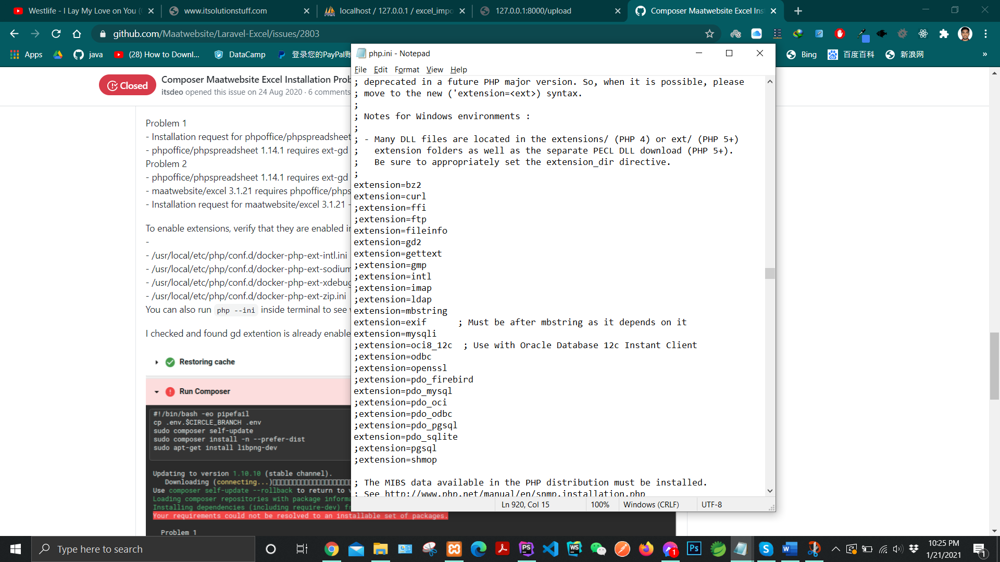 Westlife - I Lay My Love on You (
www.itsolutionstuff.com
localhost / 127.0.0.1 / excel_impo
127.0.0.1:8000/upload
Composer Maatwebsite Excel Ins
github.com/Maatwebsite/Laravel-Excel/issues/2803
Apps
java
(28) How to Downl...
DataCamp
登录您的PayPal账
Bing
百度百科
新浪网
»
Closed
Composer Maatwebsite Excel Installation Prob
itsdeo opened this issue on 24 Aug 2020 · 6 comments
Problem 1
- Installation request for phpoffice/phpspreadsheet
- phpoffice/phpspreadsheet 1.14.1 requires ext-gd
Problem 2
- phpoffice/phpspreadsheet 1.14.1 requires ext-gd
- maatwebsite/excel 3.1.21 requires phpoffice/phps
- Installation request for maatwebsite/excel 3.1.21 -
To enable extensions, verify that they are enabled in
-
- /usr/local/etc/php/conf.d/docker-php-ext-intl.ini
- /usr/local/etc/php/conf.d/docker-php-ext-sodium
- /usr/local/etc/php/conf.d/docker-php-ext-xdebug
- /usr/local/etc/php/conf.d/docker-php-ext-zip.ini
You can also run php --ini inside terminal to see w
I checked and found gd extention is already enable
Restoring cache
Run Composer
#!/bin/bash -eo pipefail
cp .env.$CIRCLE_BRANCH .env
sudo composer self-update
sudo composer install -n --prefer-dist
sudo apt-get install libpng-dev
Updating to version 1.10.10 (stable channel).
Downloading (connecting...)
Use composer self-update --rollback to return to v
Loading composer repositories with package informa
Installing dependencies (including require-dev) fr
Your requirements could not be resolved to an installable set of packages.
Problem 1
php.ini - Notepad
File Edit Format View Help
; deprecated in a future PHP major version. So, when it is possible, please
; move to the new ('extension=<ext>) syntax.
;
; Notes for Windows environments :
;
; - Many DLL files are located in the extensions/ (PHP 4) or ext/ (PHP 5+)
;   extension folders as well as the separate PECL DLL download (PHP 5+).
;   Be sure to appropriately set the extension_dir directive.
;
extension=bz2
extension=curl
;extension=ffi
;extension=ftp
extension=fileinfo
extension=gd2
extension=gettext
;extension=gmp
;extension=intl
;extension=imap
;extension=ldap
extension=mbstring
extension=exif      ; Must be after mbstring as it depends on it
extension=mysqli
;extension=oci8_12c  ; Use with Oracle Database 12c Instant Client
;extension=odbc
;extension=openssl
;extension=pdo_firebird
extension=pdo_mysql
;extension=pdo_oci
;extension=pdo_odbc
;extension=pdo_pgsql
extension=pdo_sqlite
;extension=pgsql
;extension=shmop
; The MIBS data available in the PHP distribution must be installed.
; See http://www.php.net/manual/en/snmp.installation.php
Ln 920, Col 15
100%
Windows (CRLF)
UTF-8
Type here to search
PS
WS
Ps
1
10:25 PM
1/21/2021
1